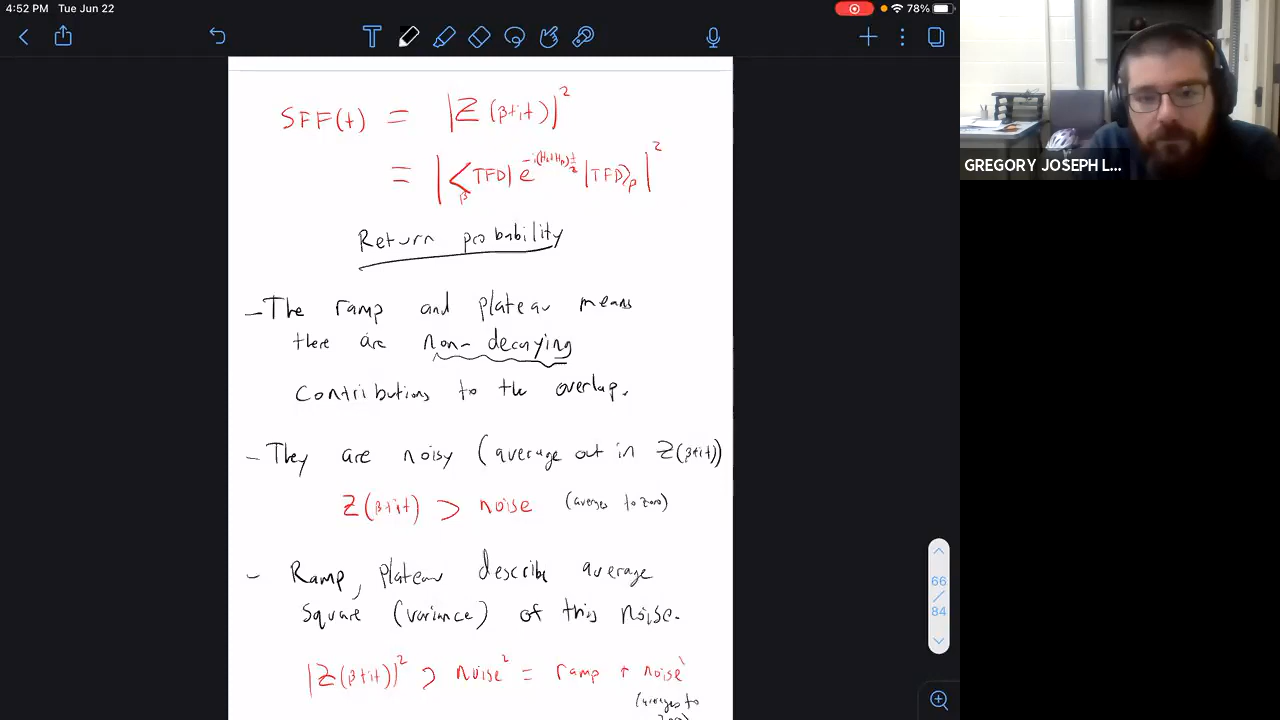 4:52 PM Tue Jun 22
78%
SFF(t) = |Z(β+it)|²
= |<TFD| e^{-i(H_L+H_R)t/2} |TFD>_β|²
β
Return probability
- The ramp and plateau means
there are non-decaying
contributions to the overlap.
- They are noisy (average out in Z(β+it))
Z(β+it) ⊃ noise (averages to zero)
- Ramp, plateau describe average
square (variance) of this noise.
|Z(β+it)|² ⊃ noise² = ramp + noise'
(averages to
zero)
66
/
84
GREGORY JOSEPH L...